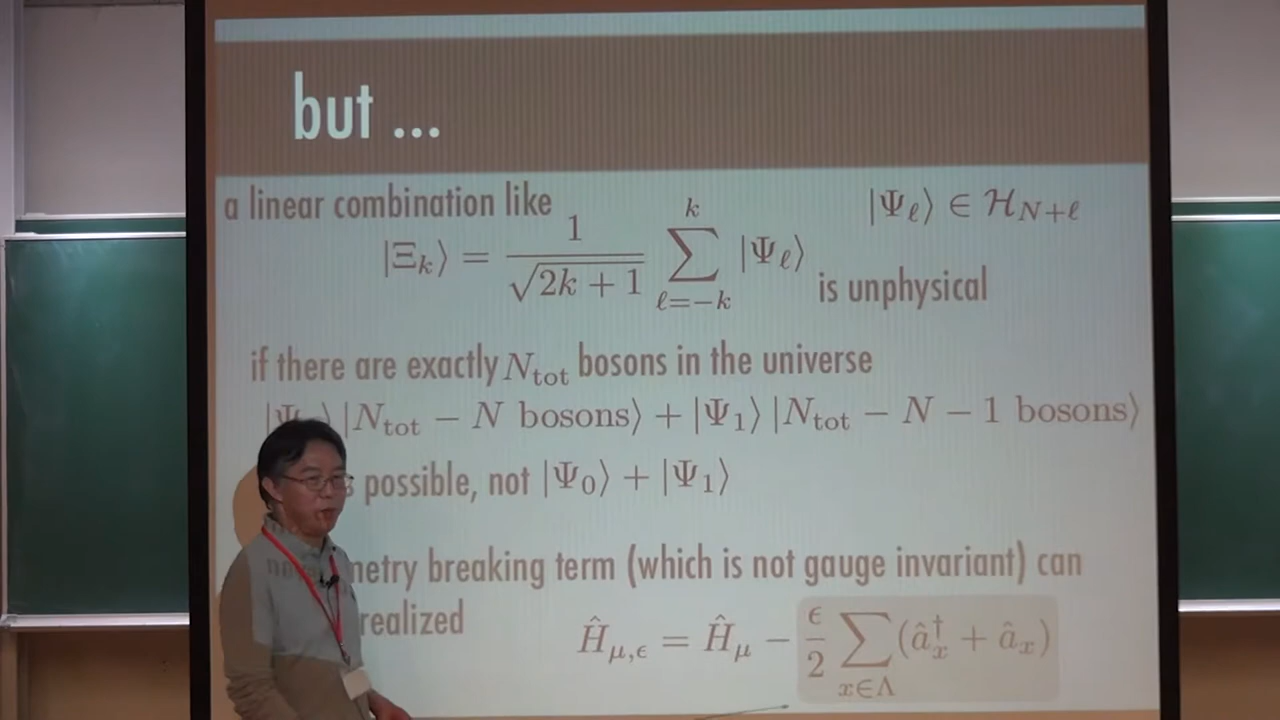 but ...
a linear combination like
|Ξ_k⟩ = 1/√(2k+1) ∑_{ℓ=-k}^{k} |Ψ_ℓ⟩
|Ψ_ℓ⟩ ∈ ℋ_{N+ℓ}
is unphysical
if there are exactly N_tot bosons in the universe
|N_tot − N bosons⟩ + |Ψ_1⟩ |N_tot − N − 1 bosons⟩
possible, not |Ψ_0⟩ + |Ψ_1⟩
breaking term (which is not gauge invariant) can
realized
Ĥ_{μ,ϵ} = Ĥ_μ − ϵ/2 ∑_{x∈Λ} (â_x^† + â_x)